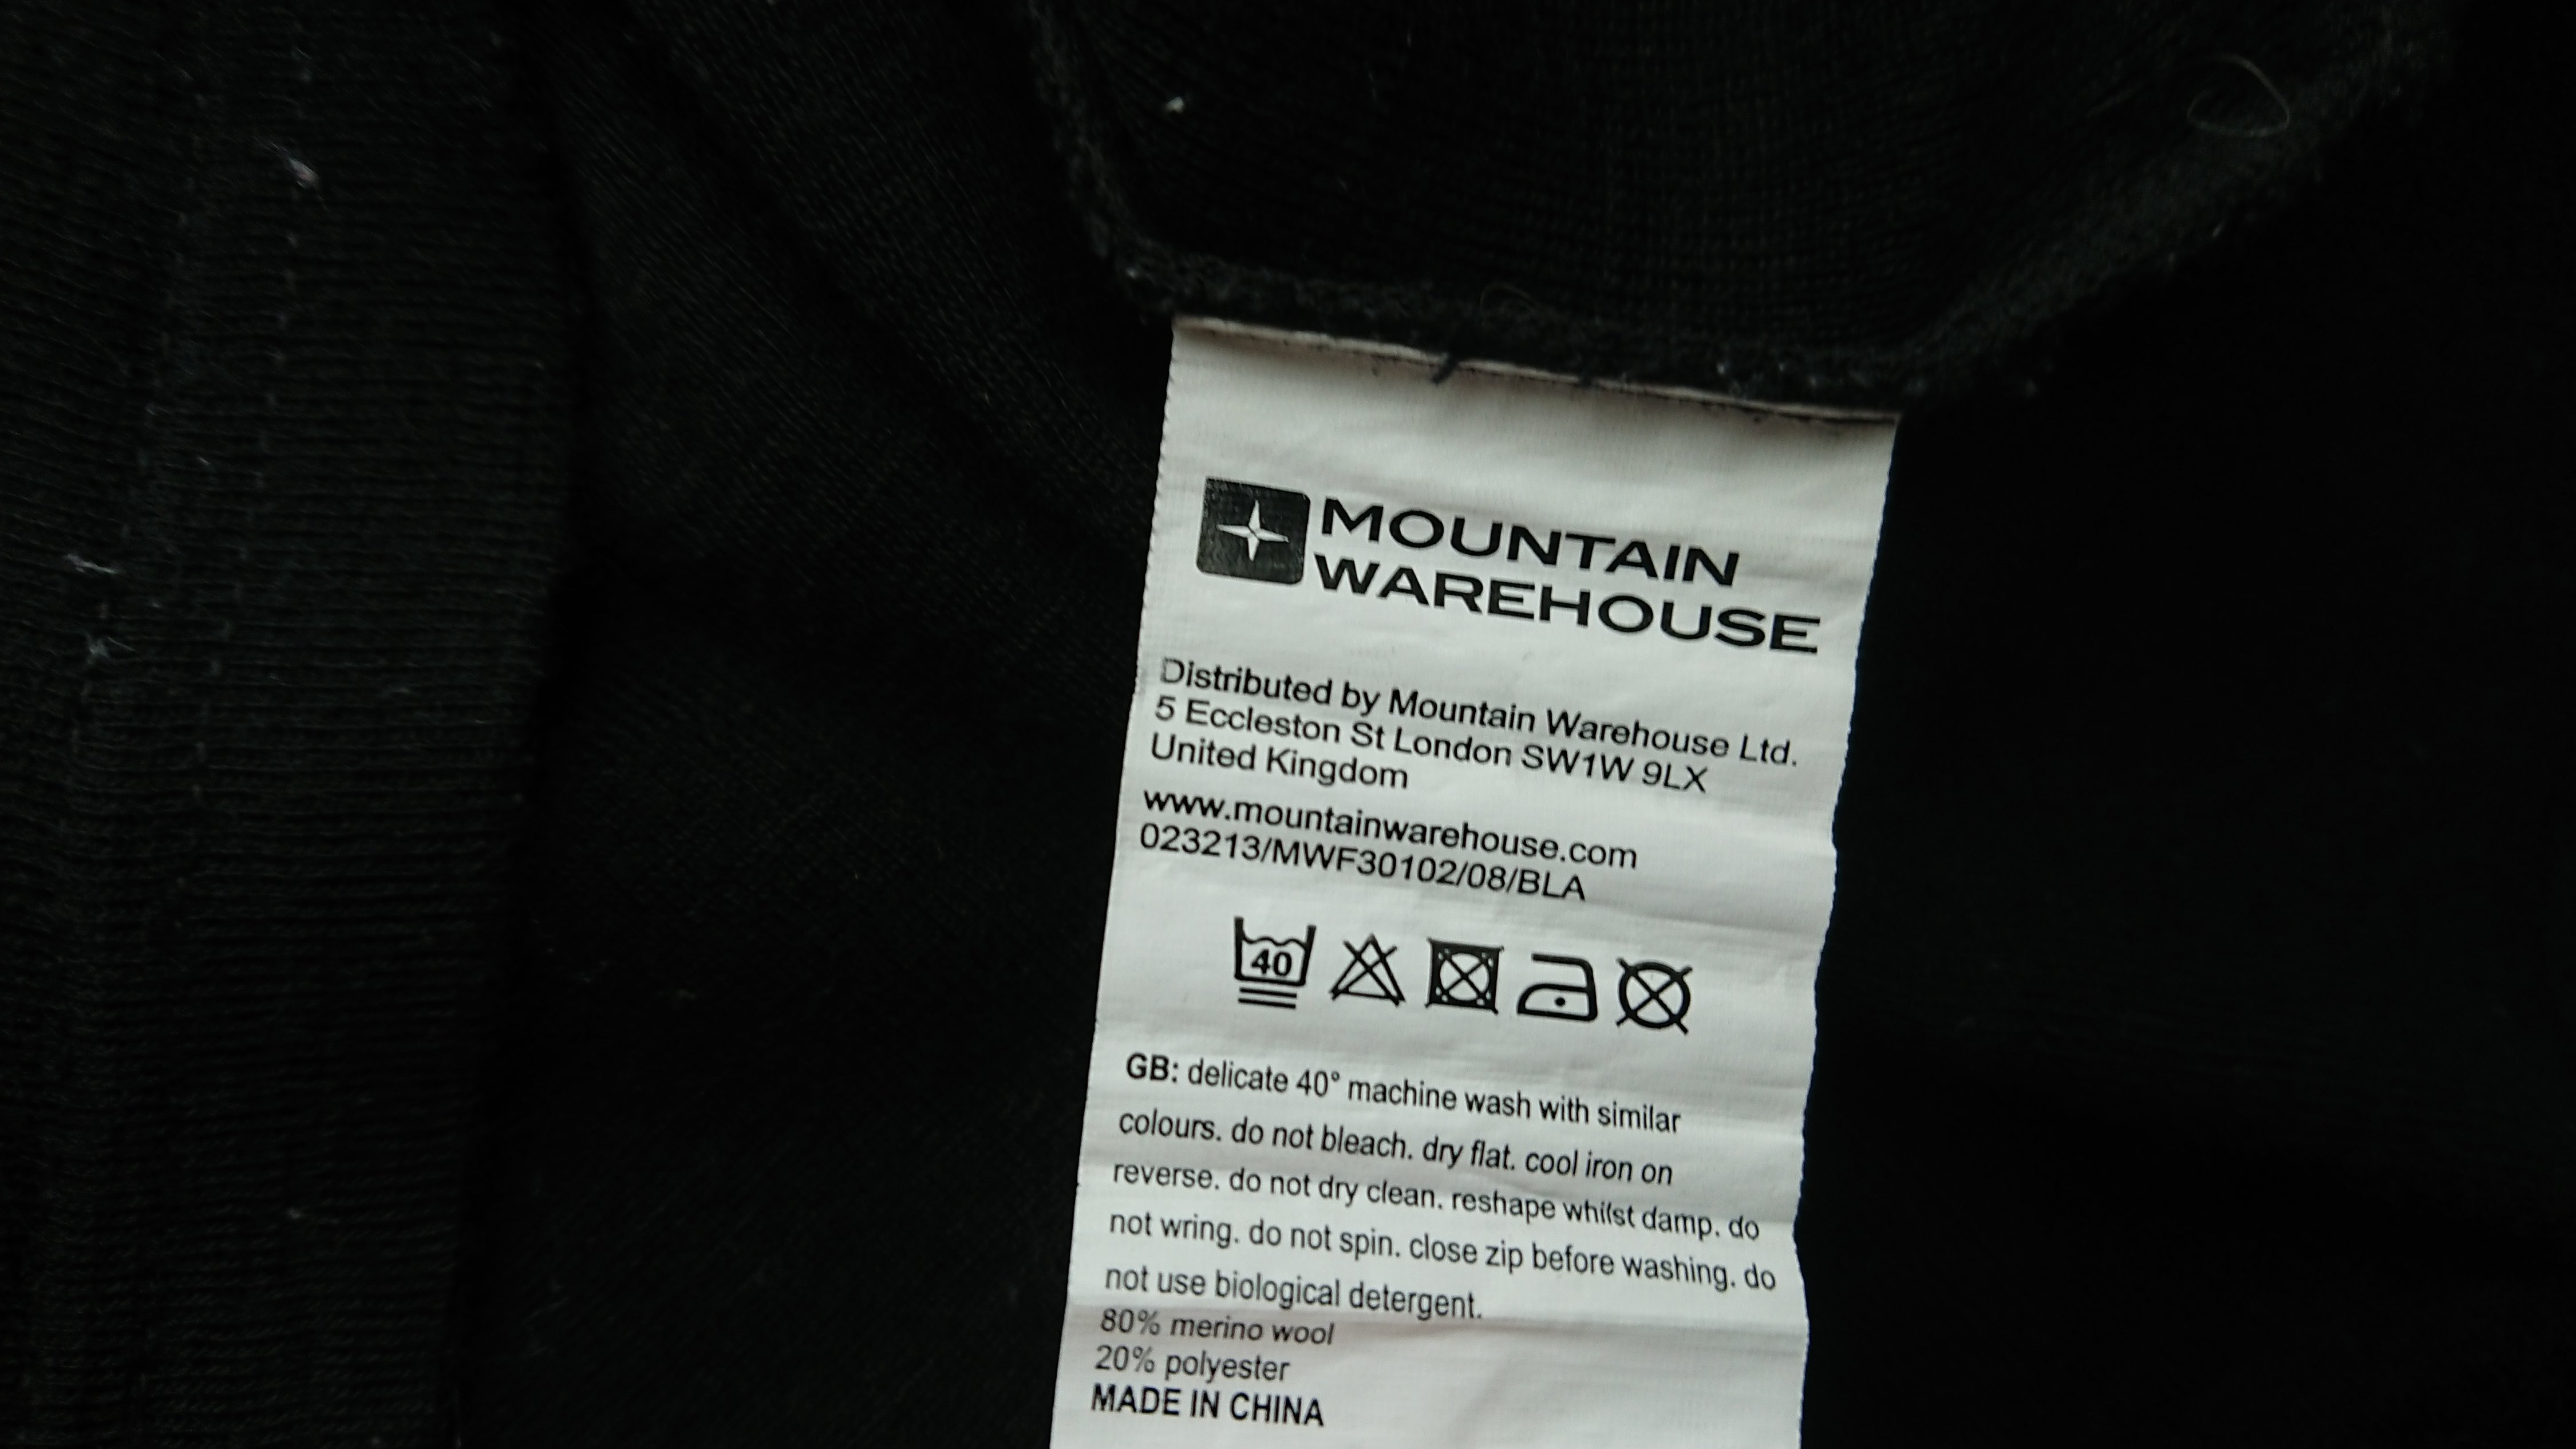 MOUNTAIN
WAREHOUSE
Distributed by Mountain Warehouse Ltd.
5 Eccleston St London SW1W 9LX
United Kingdom
www.mountainwarehouse.com
023213/MWF30102/08/BLA
40
GB: delicate 40° machine wash with similar
colours. do not bleach. dry flat. cool iron on
reverse. do not dry clean. reshape whilst damp. do
not wring. do not spin. close zip before washing. do
not use biological detergent.
80% merino wool
20% polyester
MADE IN CHINA